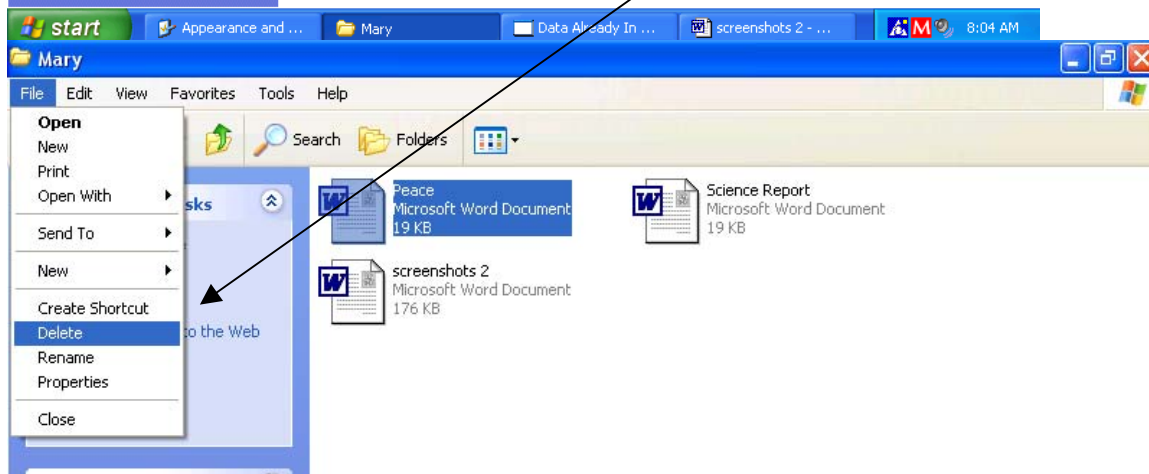 start Appearance and ... Mary Data Already In ... screenshots 2 - ... M 8:04 AM
Mary
File Edit View Favorites Tools Help
Open
New
Print
Open With
Send To
New
Create Shortcut
Delete
Rename
Properties
Close
Search Folders
sks
to the Web
Peace
Microsoft Word Document
19 KB
Science Report
Microsoft Word Document
19 KB
screenshots 2
Microsoft Word Document
176 KB